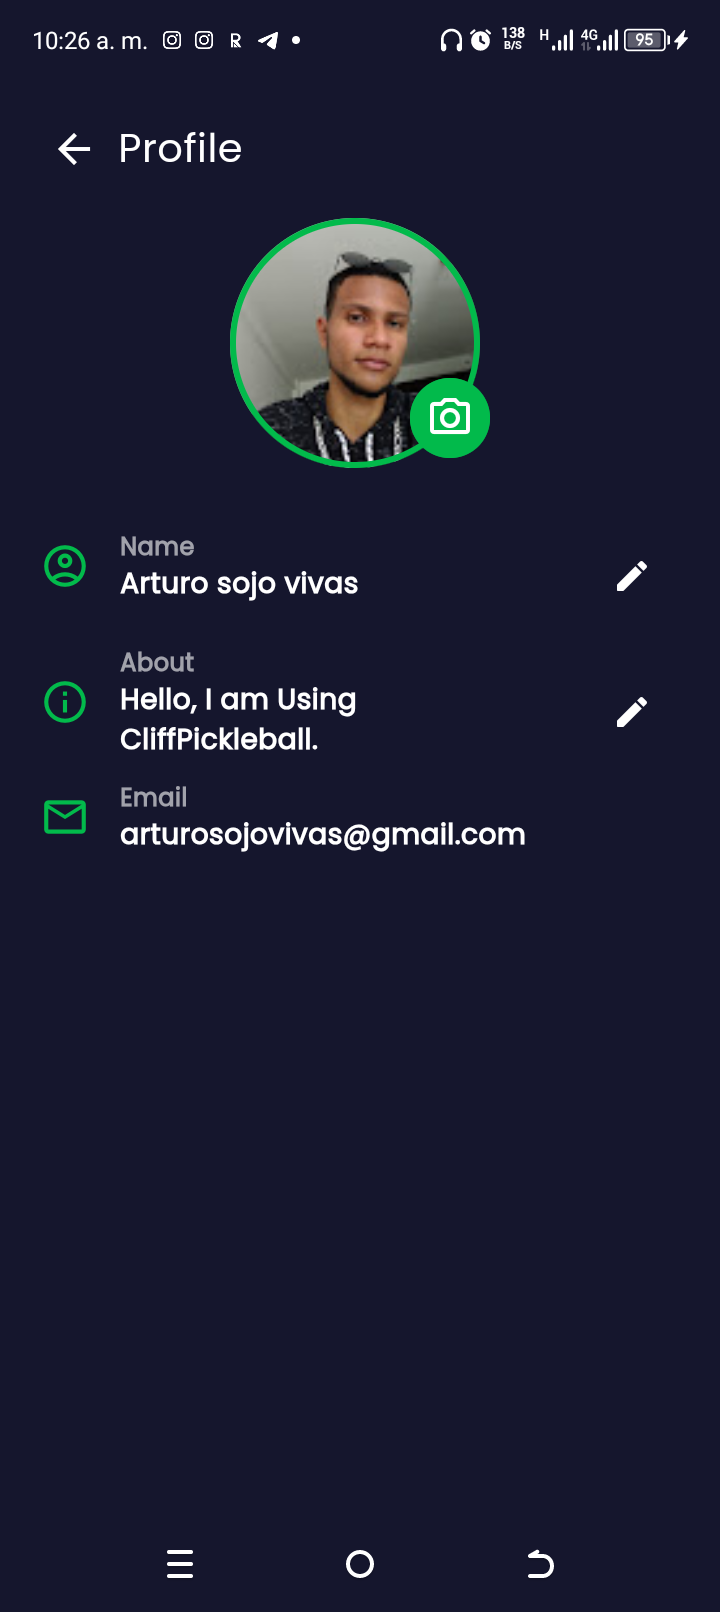 10:26 a. m.
138
B/S
H
4G
95
Profile
Name
Arturo sojo vivas
About
Hello, I am Using
CliffPickleball.
Email
arturosojovivas@gmail.com